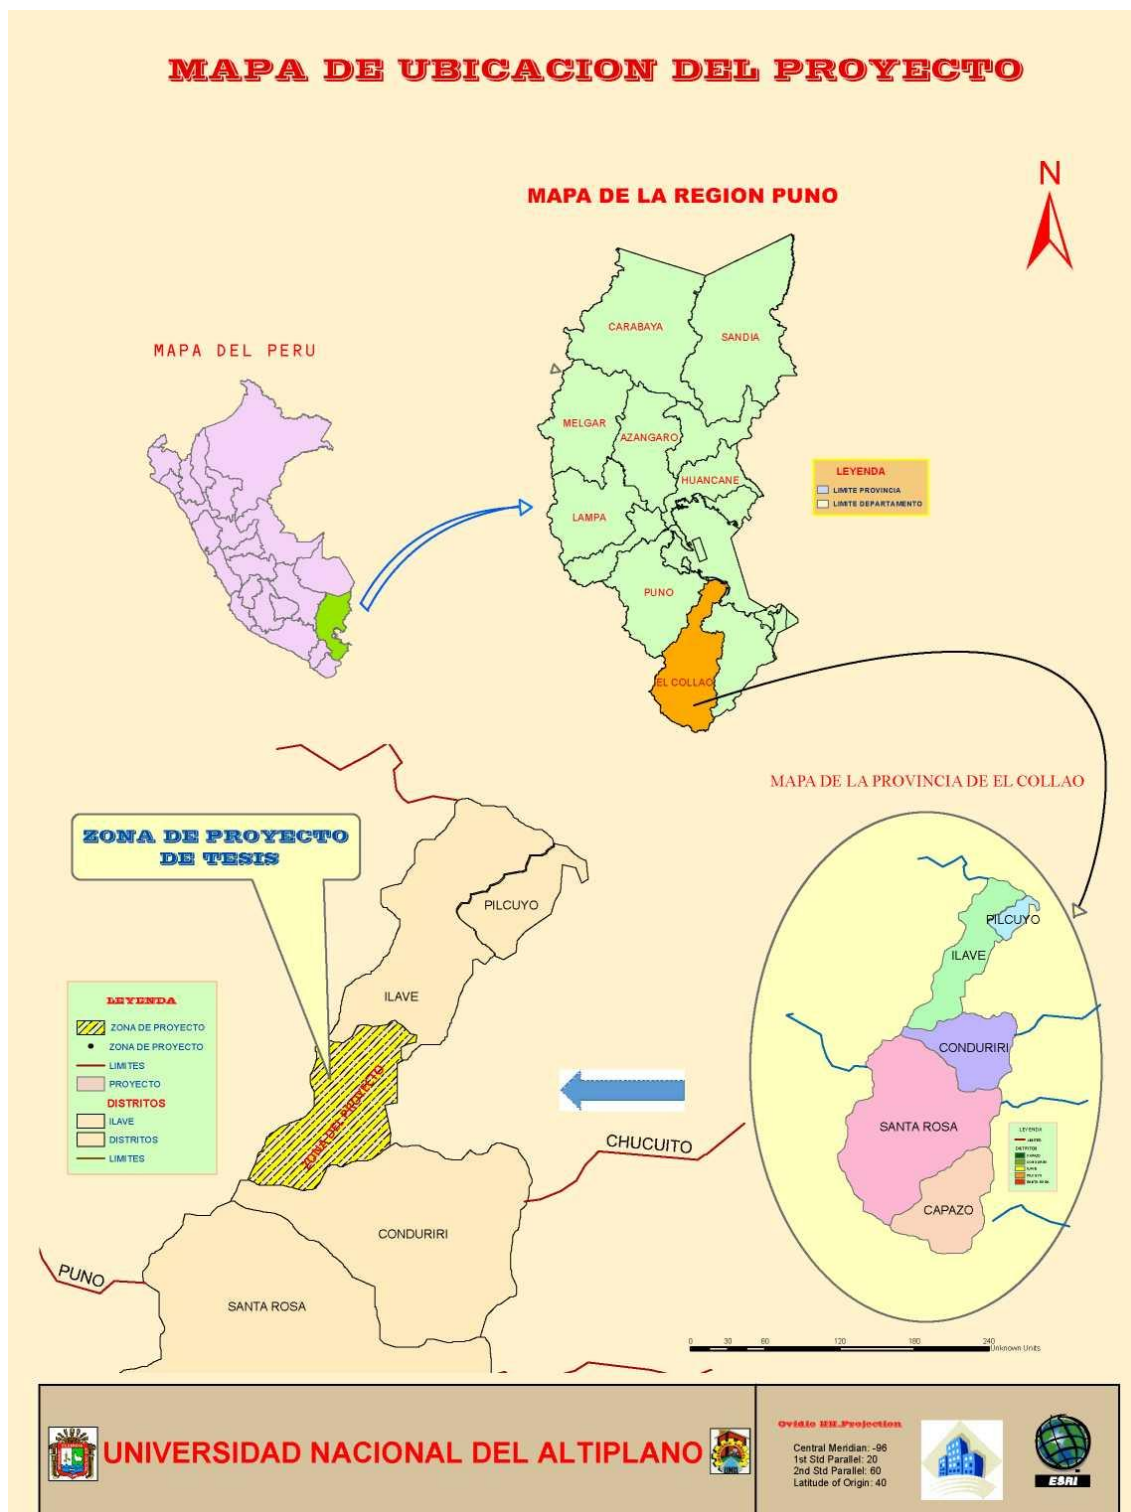 MAPA DE UBICACION DEL PROYECTO
N
MAPA DE LA REGION PUNO
CARABAYA
SANDIA
MAPA DEL PERU
MELGAR
AZANGARO
HUANCANE
LAMPA
PUNO
EL COLLAO
LEYENDA
LIMITE PROVINCIA
LIMITE DEPARTAMENTO
MAPA DE LA PROVINCIA DE EL COLLAO
ZONA DE PROYECTO
DE TESIS
PILCUYO
ILAVE
ZONA DEL PROYECTO
CHUCUITO
CONDURIRI
PUNO
SANTA ROSA
LEYENDA
ZONA DE PROYECTO
ZONA DE PROYECTO
LIMITES
PROYECTO
DISTRITOS
ILAVE
DISTRITOS
LIMITES
PILCUYO
ILAVE
CONDURIRI
SANTA ROSA
CAPAZO
LEYENDA
0 30 60 120 180 240
Unknown Units
UNIVERSIDAD NACIONAL DEL ALTIPLANO
Ovidio HH.Projection
Central Meridian: -96
1st Std Parallel: 20
2nd Std Parallel: 60
Latitude of Origin: 40
ESRI